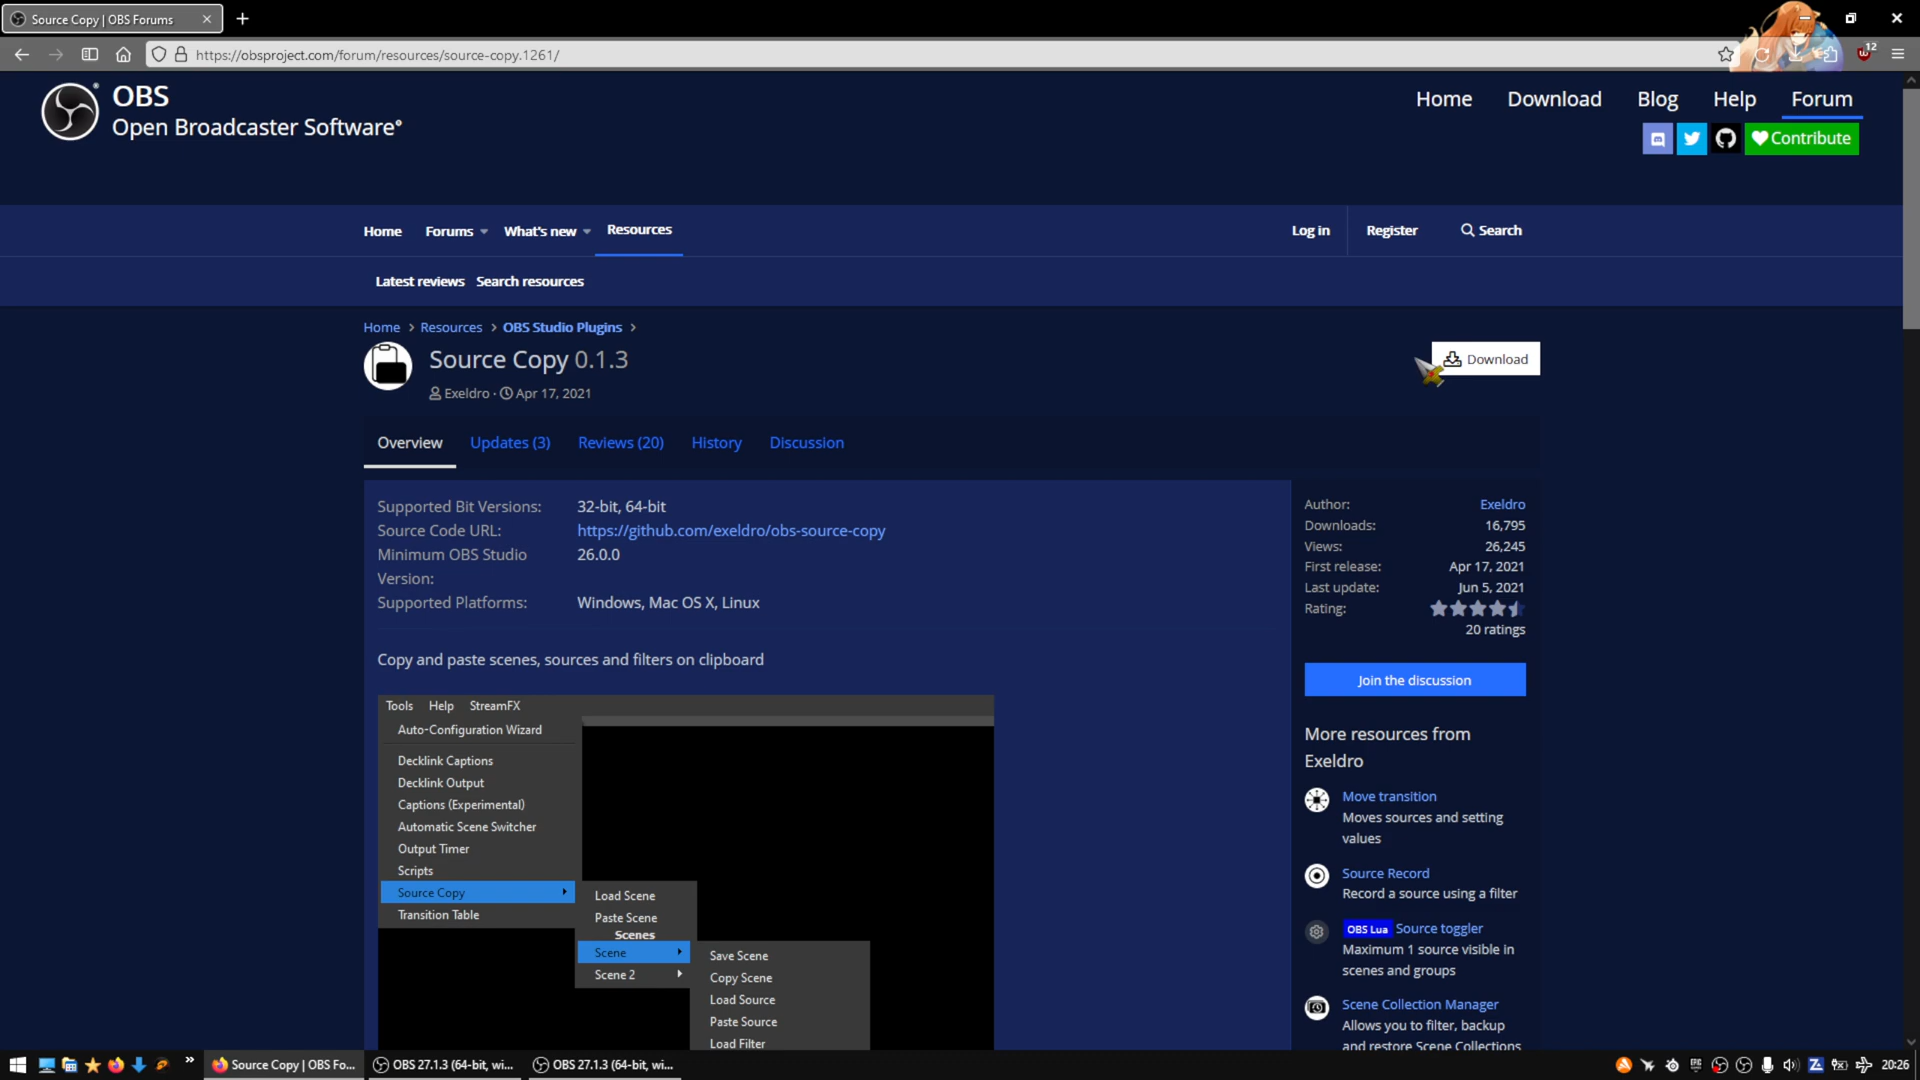 Source Copy | OBS Forums
https://obsproject.com/forum/resources/source-copy.1261/
12
OBS
Open Broadcaster Software®
Home
Download
Blog
Help
Forum
Contribute
Home
Forums
What's new
Resources
Log in
Register
Search
Latest reviews
Search resources
Home > Resources > OBS Studio Plugins >
Source Copy 0.1.3
Exeldro · Apr 17, 2021
Download
Overview
Updates (3)
Reviews (20)
History
Discussion
Supported Bit Versions: 32-bit, 64-bit
Source Code URL: https://github.com/exeldro/obs-source-copy
Minimum OBS Studio 26.0.0
Version:
Supported Platforms: Windows, Mac OS X, Linux
Copy and paste scenes, sources and filters on clipboard
Tools Help StreamFX
Auto-Configuration Wizard
Decklink Captions
Decklink Output
Captions (Experimental)
Automatic Scene Switcher
Output Timer
Scripts
Source Copy
Transition Table
Load Scene
Paste Scene
Scenes
Scene
Scene 2
Save Scene
Copy Scene
Load Source
Paste Source
Load Filter
Author: Exeldro
Downloads: 16,795
Views: 26,245
First release: Apr 17, 2021
Last update: Jun 5, 2021
Rating:
20 ratings
Join the discussion
More resources from
Exeldro
Move transition
Moves sources and setting
values
Source Record
Record a source using a filter
OBS Lua Source toggler
Maximum 1 source visible in
scenes and groups
Scene Collection Manager
Allows you to filter, backup
and restore Scene Collections
Source Copy | OBS Fo...
OBS 27.1.3 (64-bit, wi...
OBS 27.1.3 (64-bit, wi...
20:26